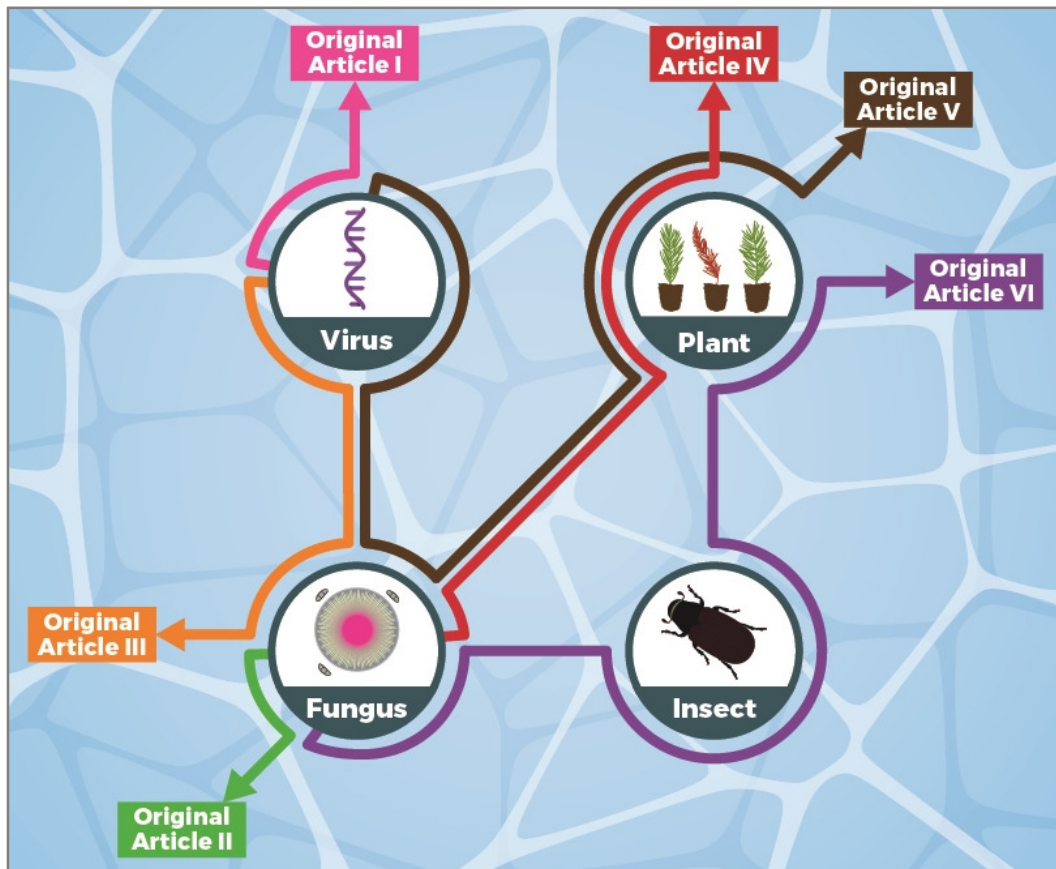 Original
Article I
Original
Article IV
Original
Article V
Original
Article VI
Virus
Plant
Original
Article III
Fungus
Insect
Original
Article II